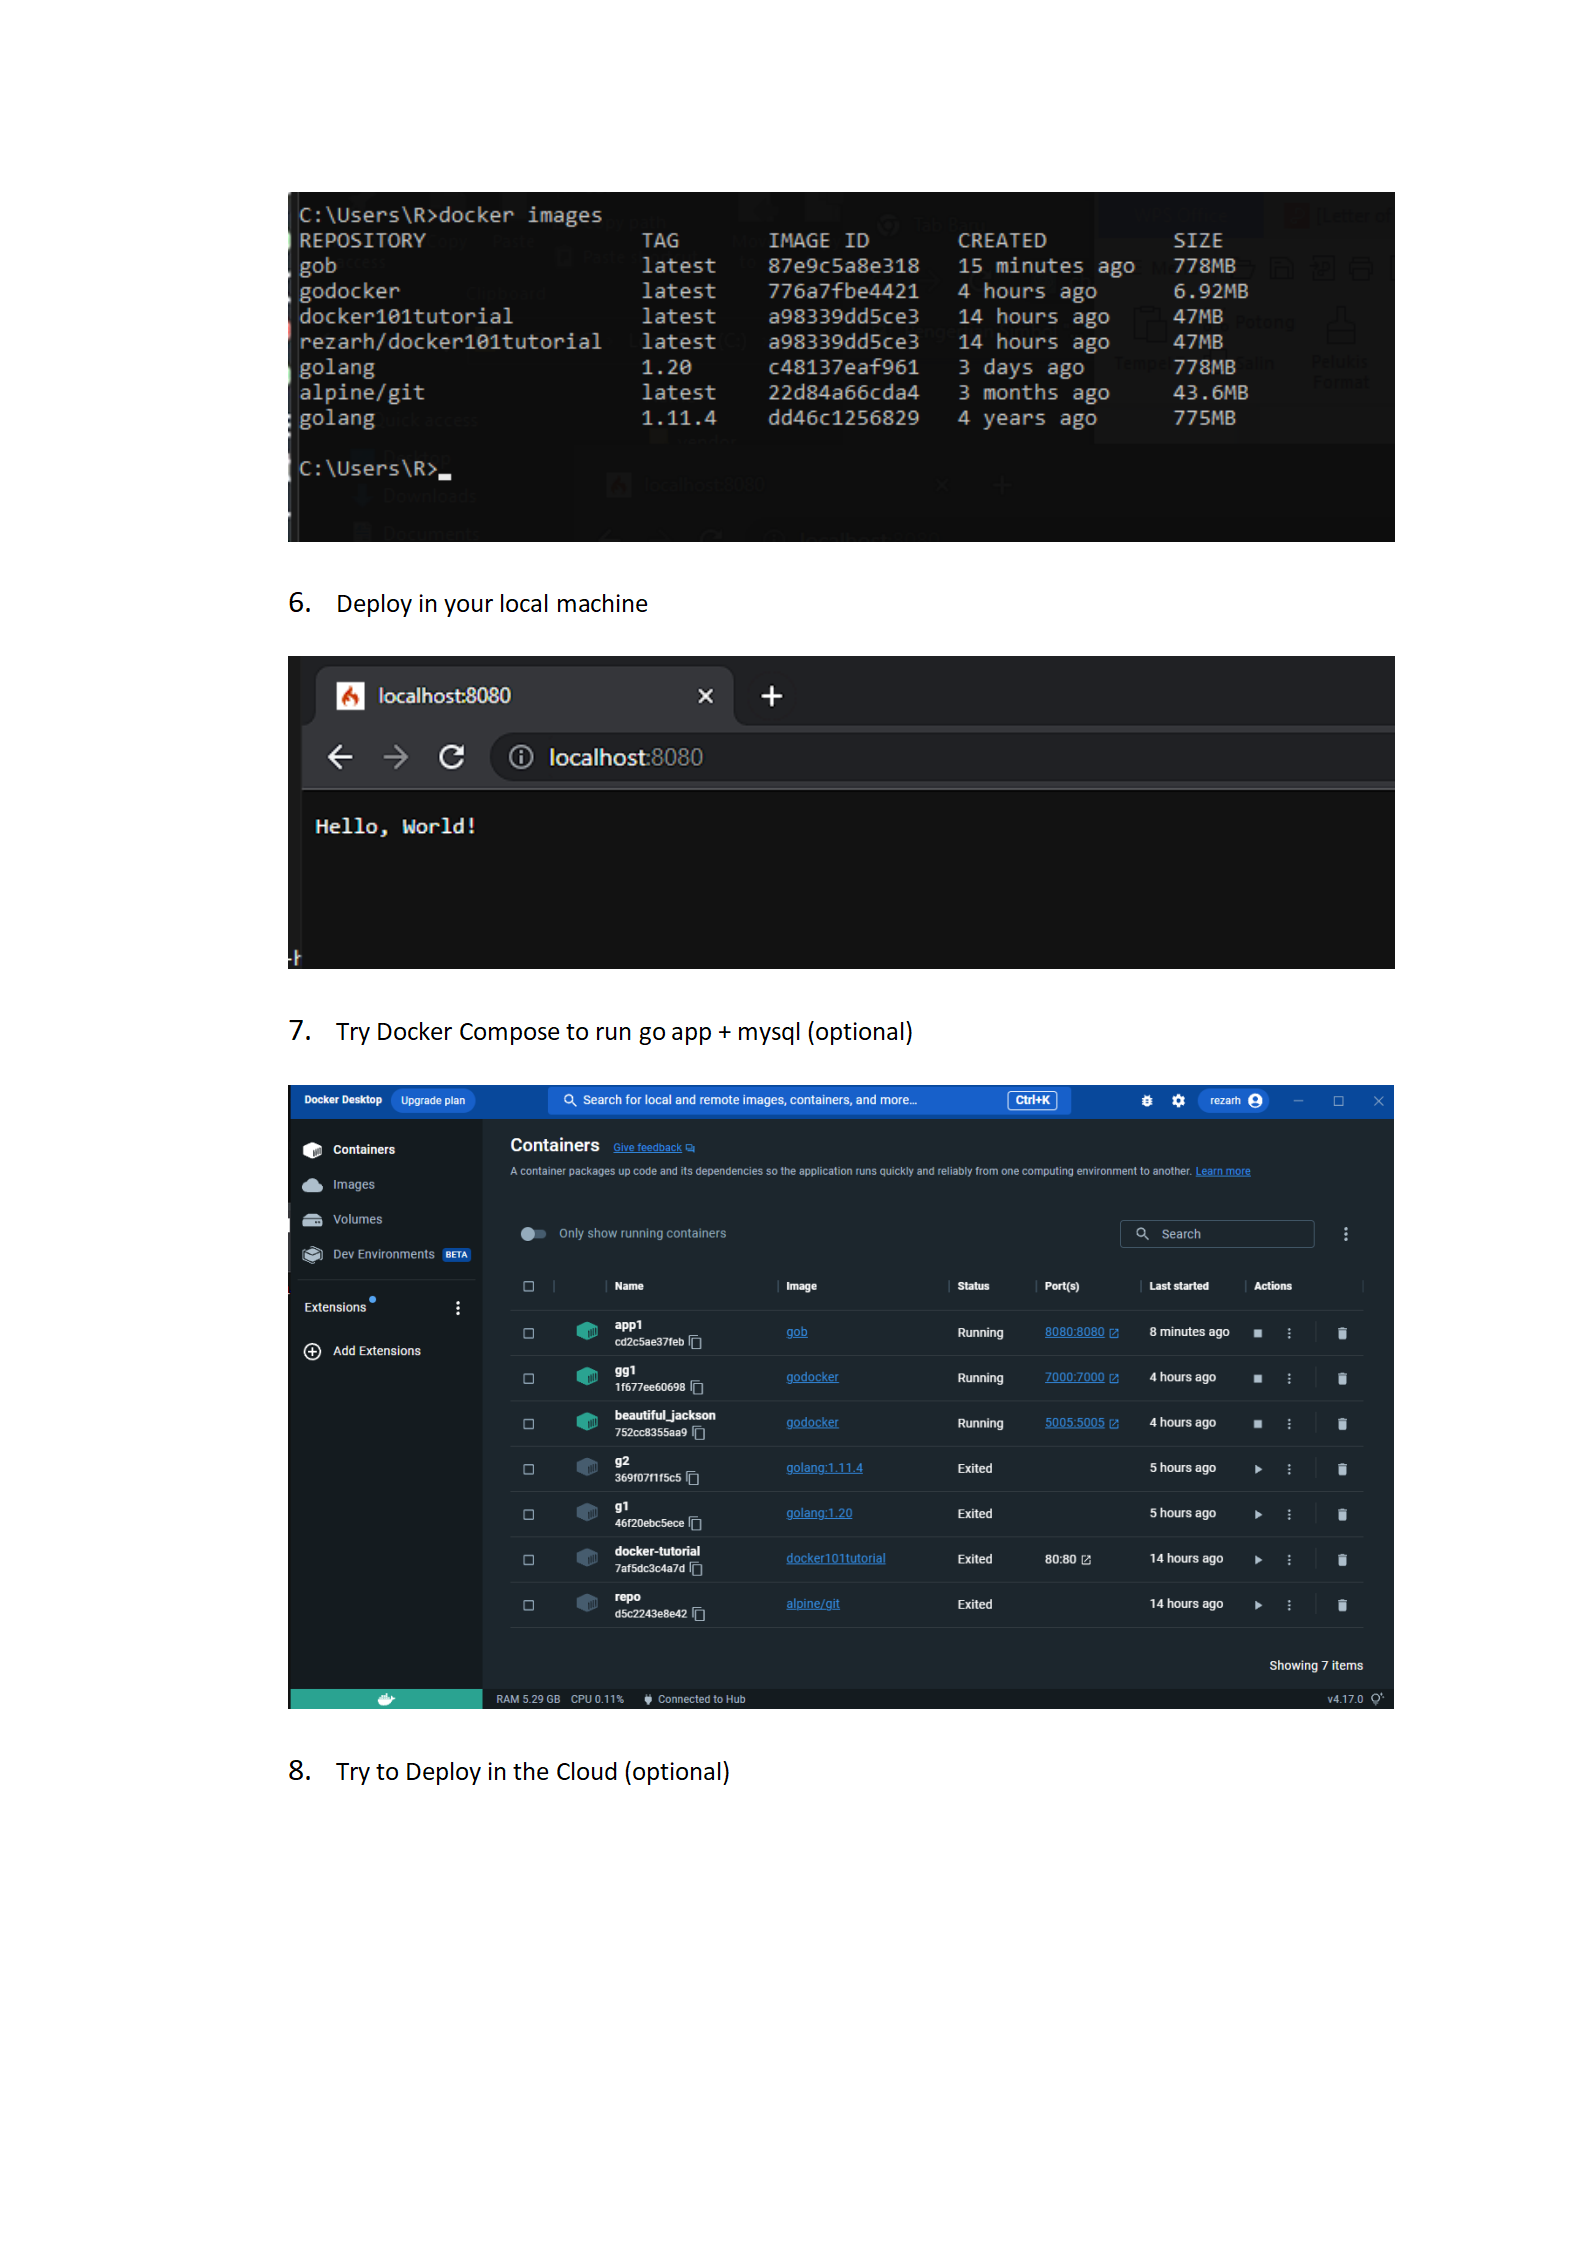 C:\Users\R>docker images
REPOSITORY TAG IMAGE ID CREATED SIZE
gob latest 87e9c5a8e318 15 minutes ago 778MB
godocker latest 776a7fbe4421 4 hours ago 6.92MB
docker101tutorial latest a98339dd5ce3 14 hours ago 47MB
rezarh/docker101tutorial latest a98339dd5ce3 14 hours ago 47MB
golang 1.20 c48137eaf961 3 days ago 778MB
alpine/git latest 22d84a66cda4 3 months ago 43.6MB
golang 1.11.4 dd46c1256829 4 years ago 775MB
C:\Users\R>
6. Deploy in your local machine
localhost:8080
localhost:8080
Hello, World!
7. Try Docker Compose to run go app + mysql (optional)
Docker Desktop Upgrade plan Search for local and remote images, containers, and more... Ctrl+K rezarh
Containers
Images
Volumes
Dev Environments BETA
Extensions
Add Extensions
Containers Give feedback
A container packages up code and its dependencies so the application runs quickly and reliably from one computing environment to another. Learn more
Only show running containers Search
Name Image Status Port(s) Last started Actions
app1 gob Running 8080:8080 8 minutes ago
cd2c5ae37feb
gg1 godocker Running 7000:7000 4 hours ago
1f677ee60698
beautiful_jackson godocker Running 5005:5005 4 hours ago
752cc8355aa9
g2 golang:1.11.4 Exited 5 hours ago
369f07f1f5c5
g1 golang:1.20 Exited 5 hours ago
46f20ebc5ece
docker-tutorial docker101tutorial Exited 80:80 14 hours ago
7af5dc3c4a7d
repo alpine/git Exited 14 hours ago
d5c2243e8e42
Showing 7 items
RAM 5.29 GB CPU 0.11% Connected to Hub v4.17.0
8. Try to Deploy in the Cloud (optional)